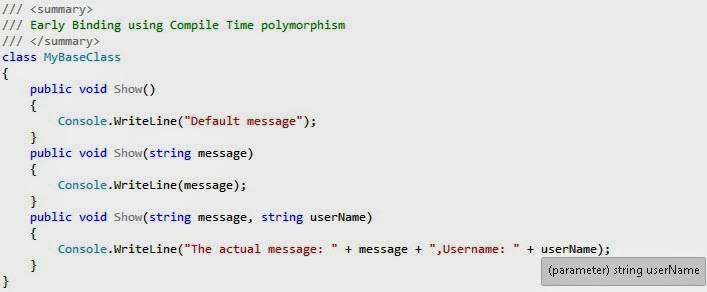 /// <summary>
/// Early Binding using Compile Time polymorphism
/// </summary>
class MyBaseClass
{
    public void Show()
    {
        Console.WriteLine("Default message");
    }
    public void Show(string message)
    {
        Console.WriteLine(message);
    }
    public void Show(string message, string userName)
    {
        Console.WriteLine("The actual message: " + message + ",Username: " + userName);
    }
(parameter) string userName
}